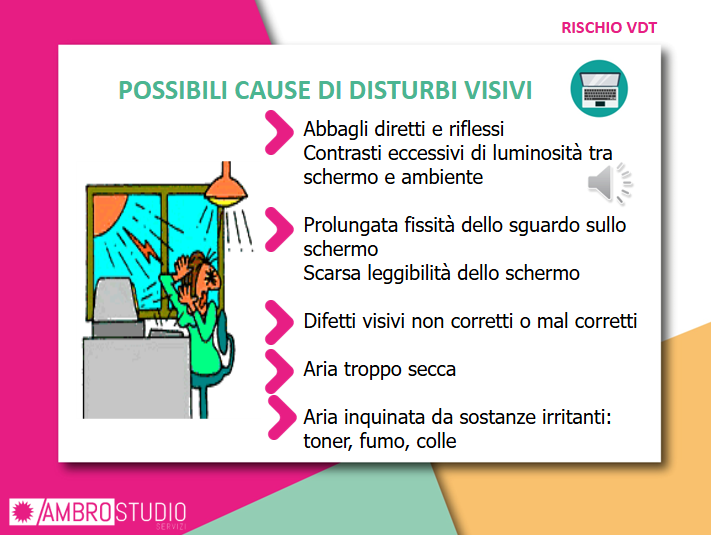 RISCHIO VDT
POSSIBILI CAUSE DI DISTURBI VISIVI
Abbagli diretti e riflessi
Contrasti eccessivi di luminosità tra
schermo e ambiente
Prolungata fissità dello sguardo sullo
schermo
Scarsa leggibilità dello schermo
Difetti visivi non corretti o mal corretti
Aria troppo secca
Aria inquinata da sostanze irritanti:
toner, fumo, colle
AMBROSTUDIO
SERVIZI